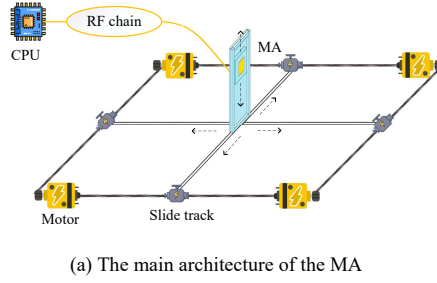 RF chain
MA
CPU
Motor
Slide track
(a) The main architecture of the MA